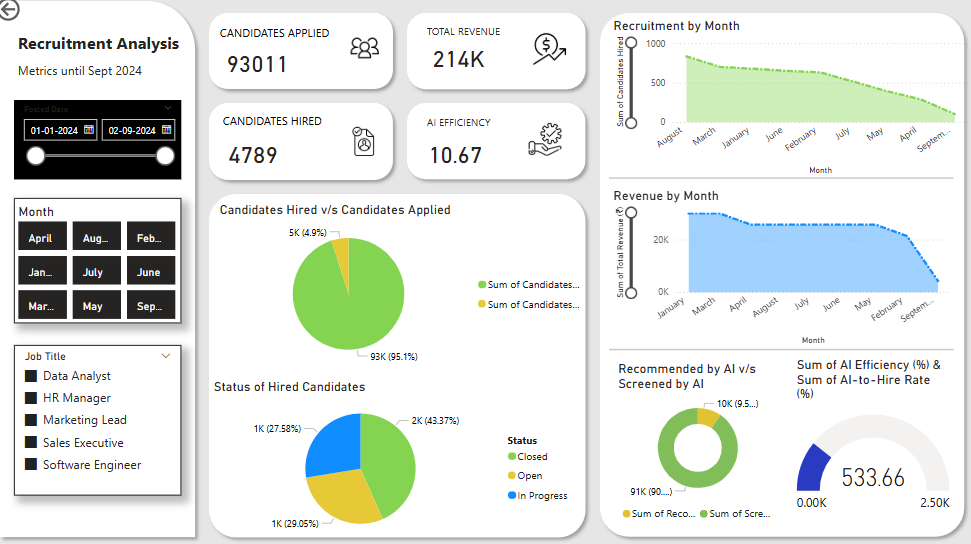 Recruitment Analysis
Metrics until Sept 2024
Posted Date
01-01-2024
02-09-2024
Month
April
Aug...
Feb...
Jan...
July
June
Mar...
May
Sep...
Job Title
Data Analyst
HR Manager
Marketing Lead
Sales Executive
Software Engineer
CANDIDATES APPLIED
93011
TOTAL REVENUE
214K
CANDIDATES HIRED
4789
AI EFFICIENCY
10.67
Candidates Hired v/s Candidates Applied
5K (4.9%)
93K (95.1%)
Sum of Candidates...
Sum of Candidates...
Status of Hired Candidates
1K (27.58%)
2K (43.37%)
1K (29.05%)
Status
Closed
Open
In Progress
Recruitment by Month
Sum of Candidates Hired
1000
500
0
August
March
January
June
February
July
May
April
Septem...
Month
Revenue by Month
Sum of Total Revenue (₹)
20K
0K
January
March
April
August
July
June
May
February
Septem...
Month
Recommended by AI v/s
Screened by AI
10K (9.5...)
91K (90....)
Sum of Reco...
Sum of Scre...
Sum of AI Efficiency (%) &
Sum of AI-to-Hire Rate
(%)
533.66
0.00K
2.50K